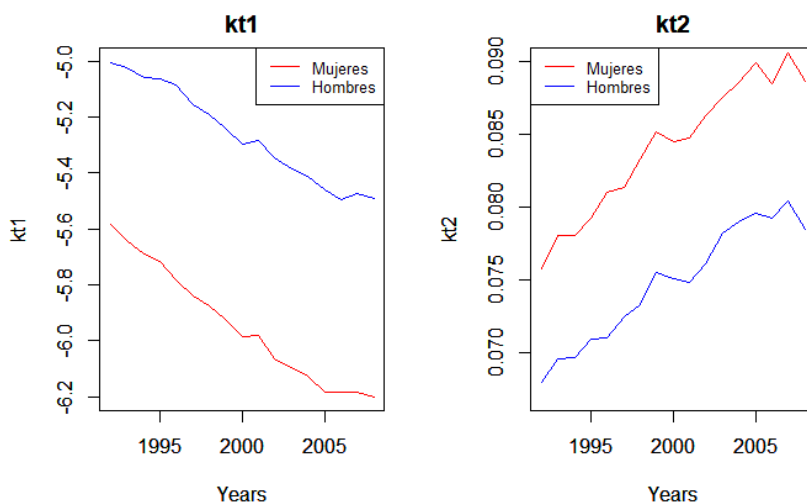 kt1
Mujeres
Hombres
-5.0
-5.2
-5.4
-5.6
-5.8
-6.0
-6.2
kt1
1995 2000 2005
Years
kt2
Mujeres
Hombres
0.090
0.085
0.080
0.075
0.070
kt2
1995 2000 2005
Years